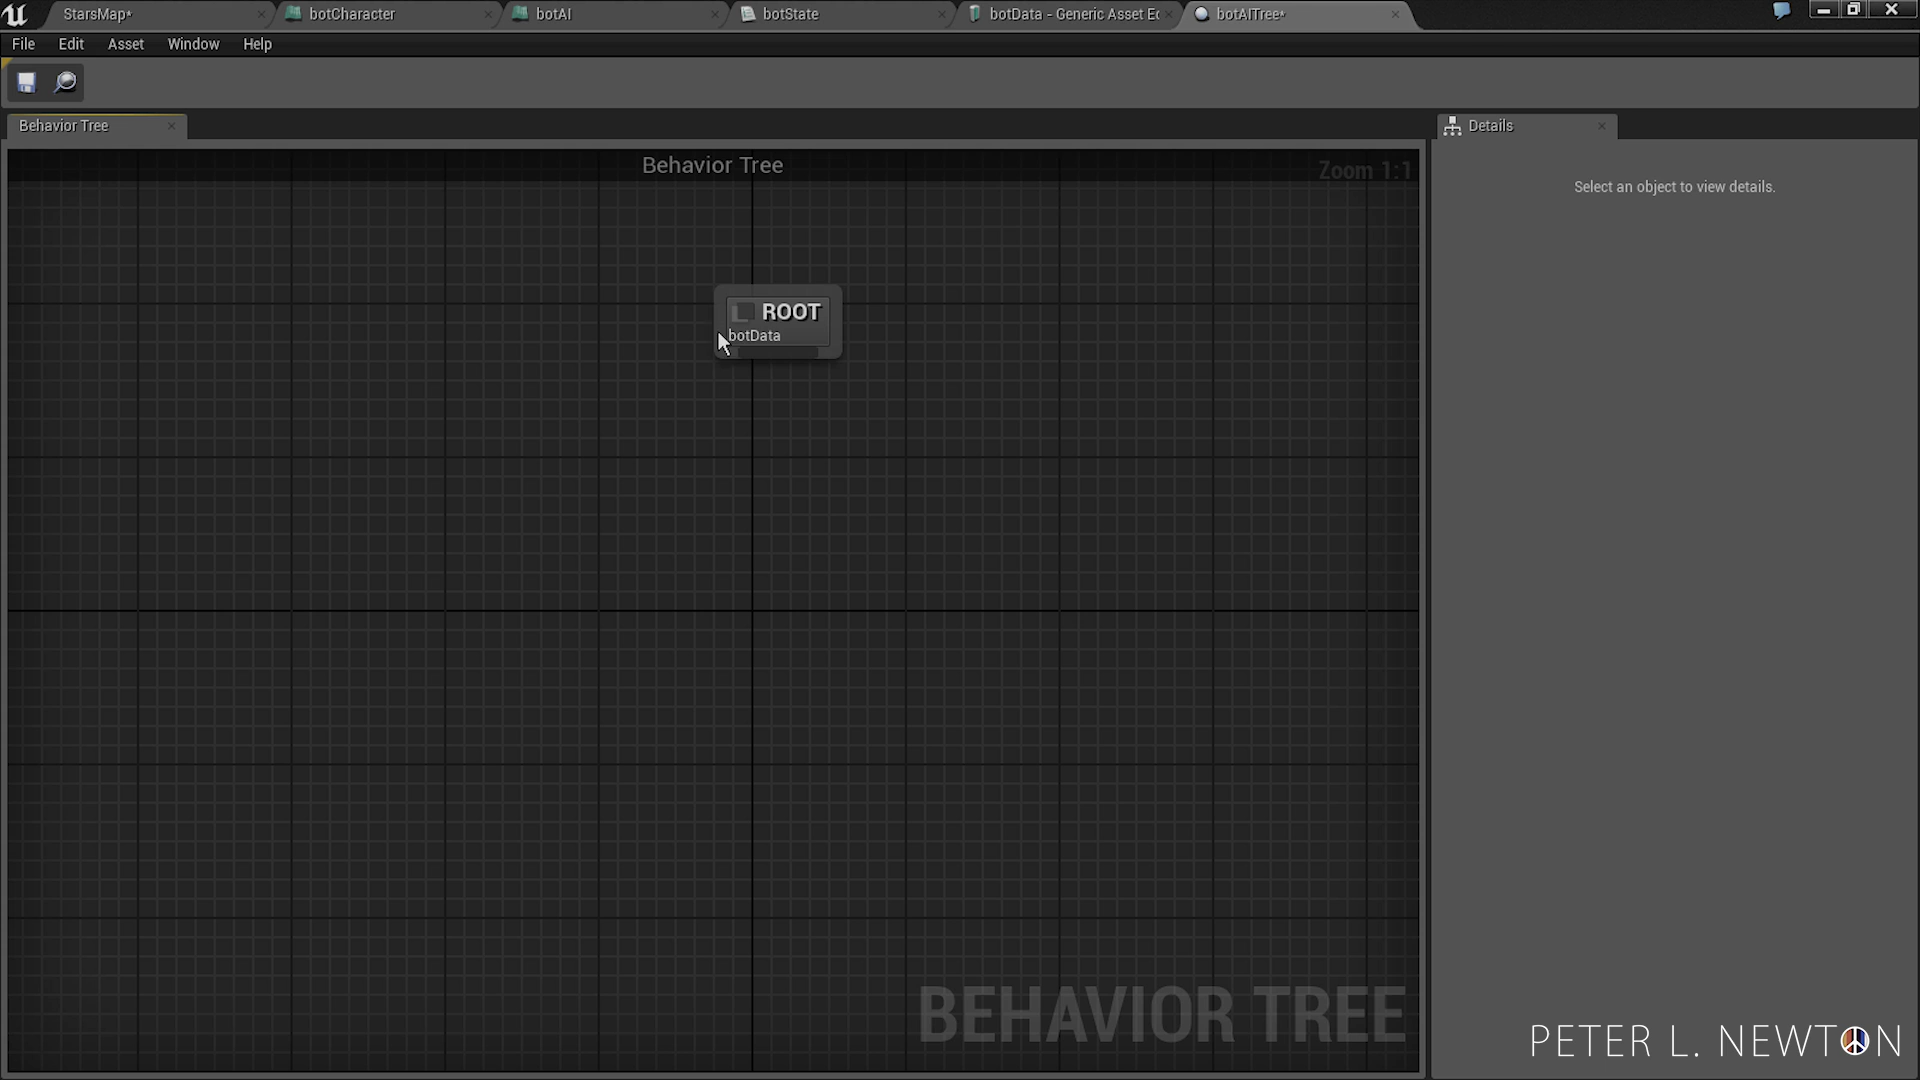 StarsMap*
botCharacter
botAI
botState
botData - Generic Asset Ec
botAITree*
File Edit Asset Window Help
Behavior Tree
Details
Behavior Tree
Zoom 1:1
Select an object to view details.
ROOT
botData
BEHAVIOR TREE
PETER L. NEWTON